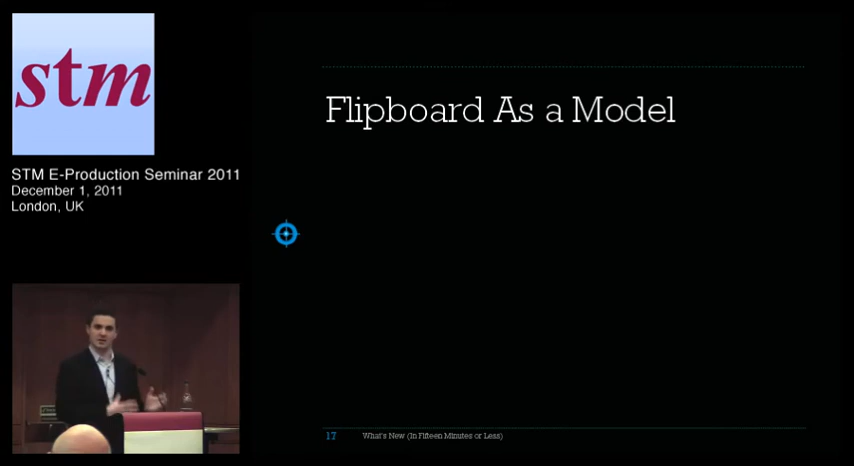 stm
STM E-Production Seminar 2011
December 1, 2011
London, UK
Flipboard As a Model
17 What's New (In Fifteen Minutes or Less)